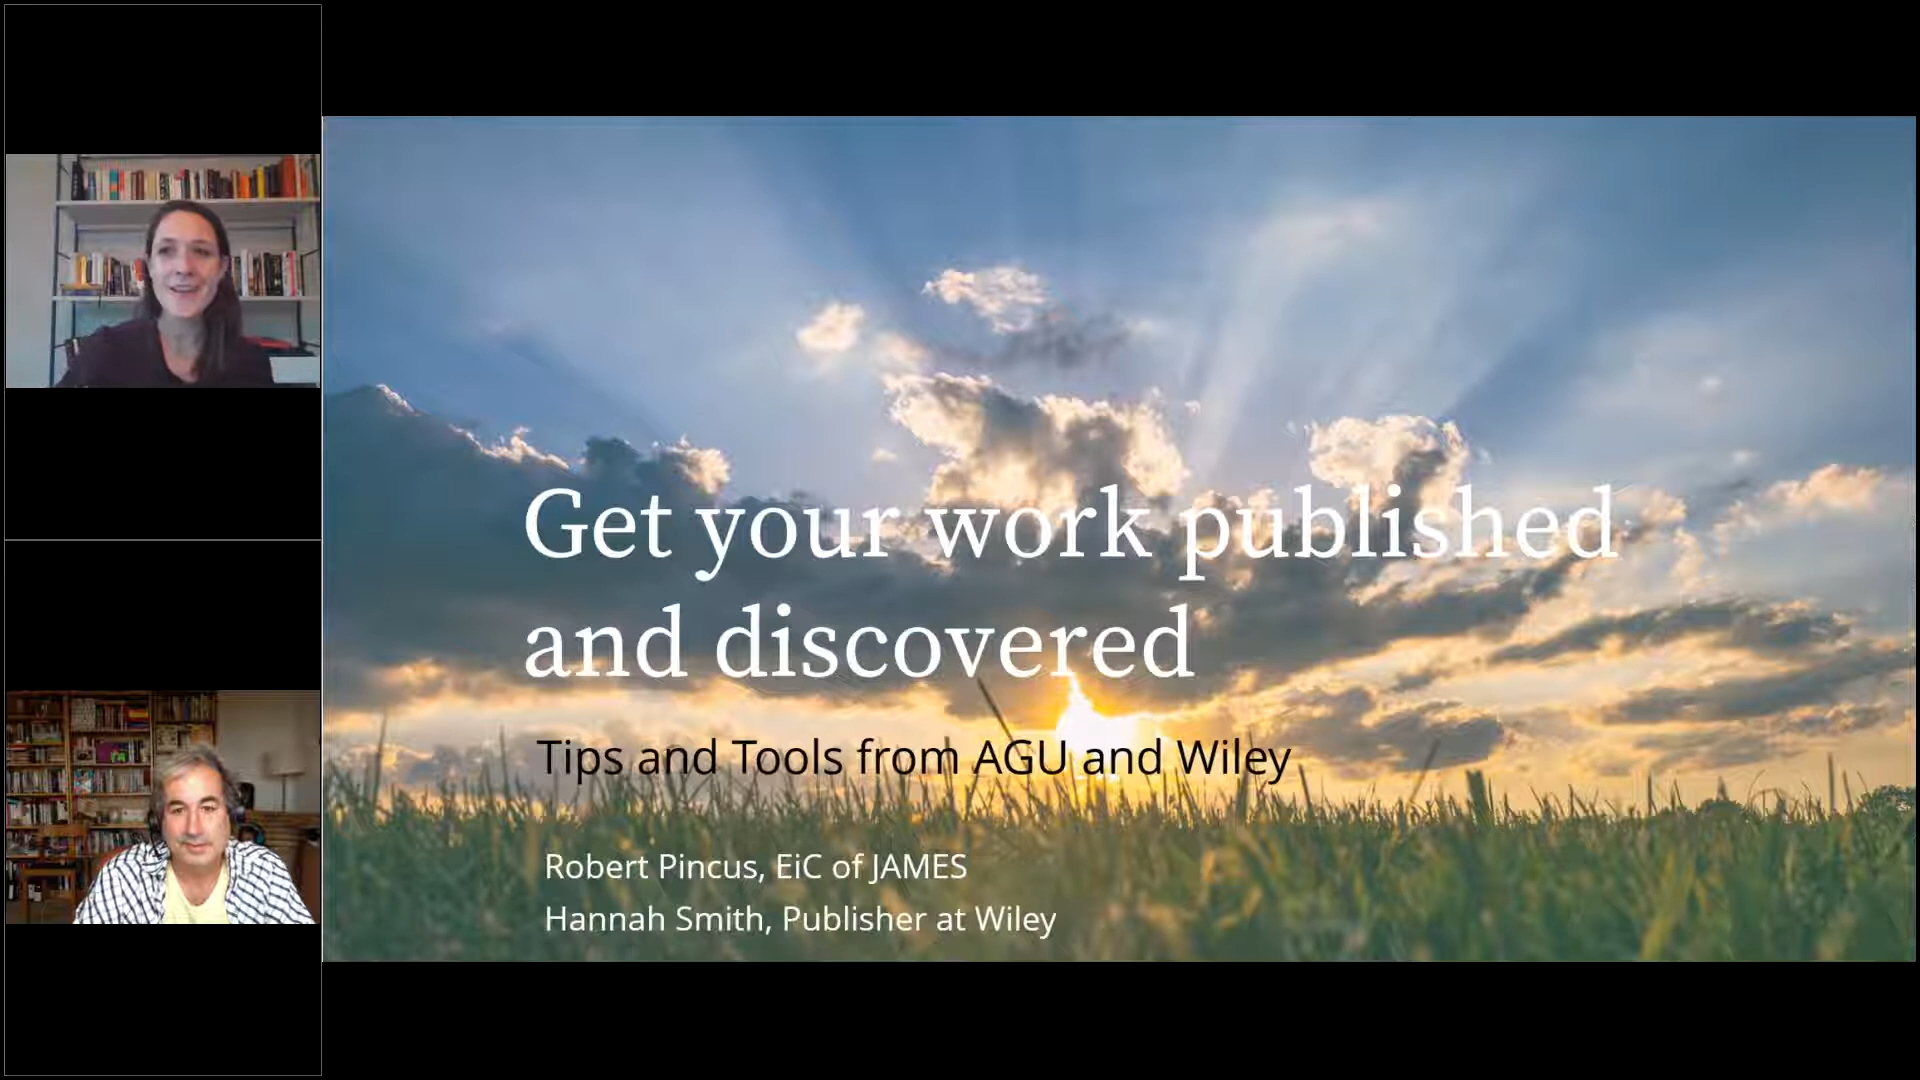 Get your work published
and discovered
Tips and Tools from AGU and Wiley
Robert Pincus, EiC of JAMES
Hannah Smith, Publisher at Wiley